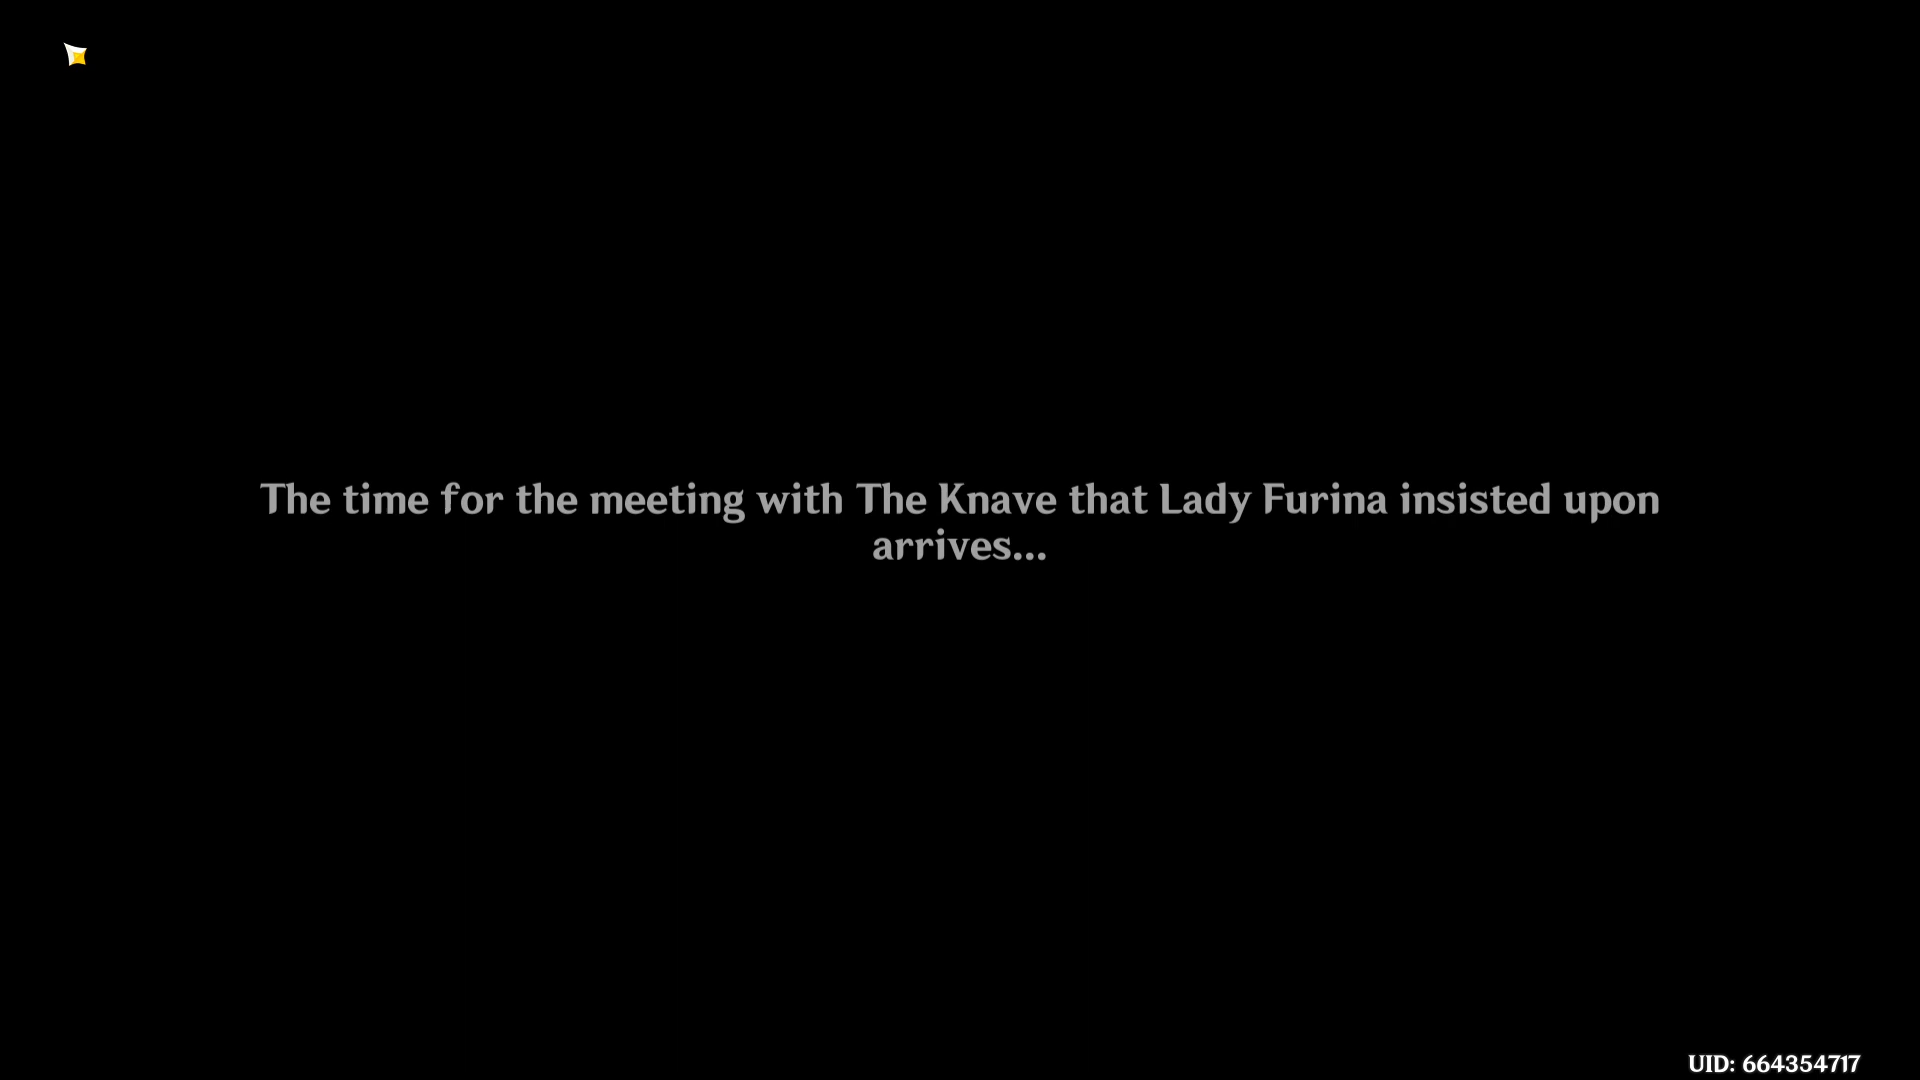 The time for the meeting with The Knave that Lady Furina insisted upon
arrives...
UID: 664354717